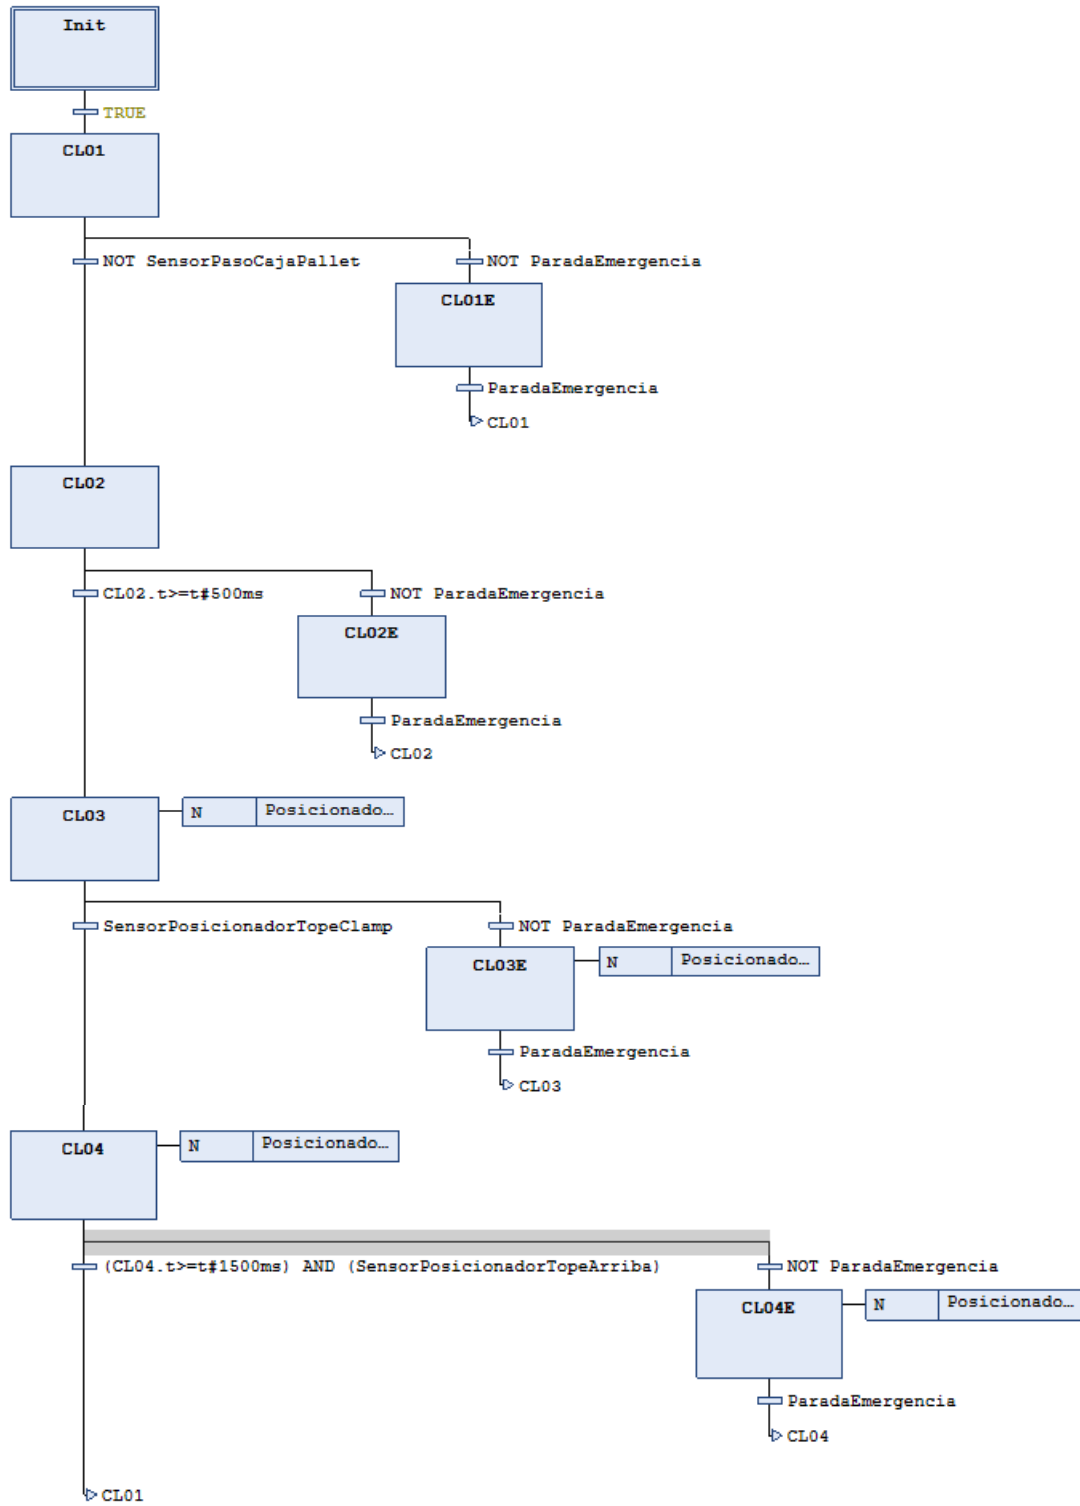 Init
TRUE
CL01
NOT SensorPasoCajaPallet
NOT ParadaEmergencia
CL01E
ParadaEmergencia
CL01
CL02
CL02.t>=t#500ms
NOT ParadaEmergencia
CL02E
ParadaEmergencia
CL02
CL03
N
Posicionado...
SensorPosicionadorTopeClamp
NOT ParadaEmergencia
CL03E
N
Posicionado...
ParadaEmergencia
CL03
CL04
N
Posicionado...
(CL04.t>=t#1500ms) AND (SensorPosicionadorTopeArriba)
NOT ParadaEmergencia
CL04E
N
Posicionado...
ParadaEmergencia
CL04
CL01